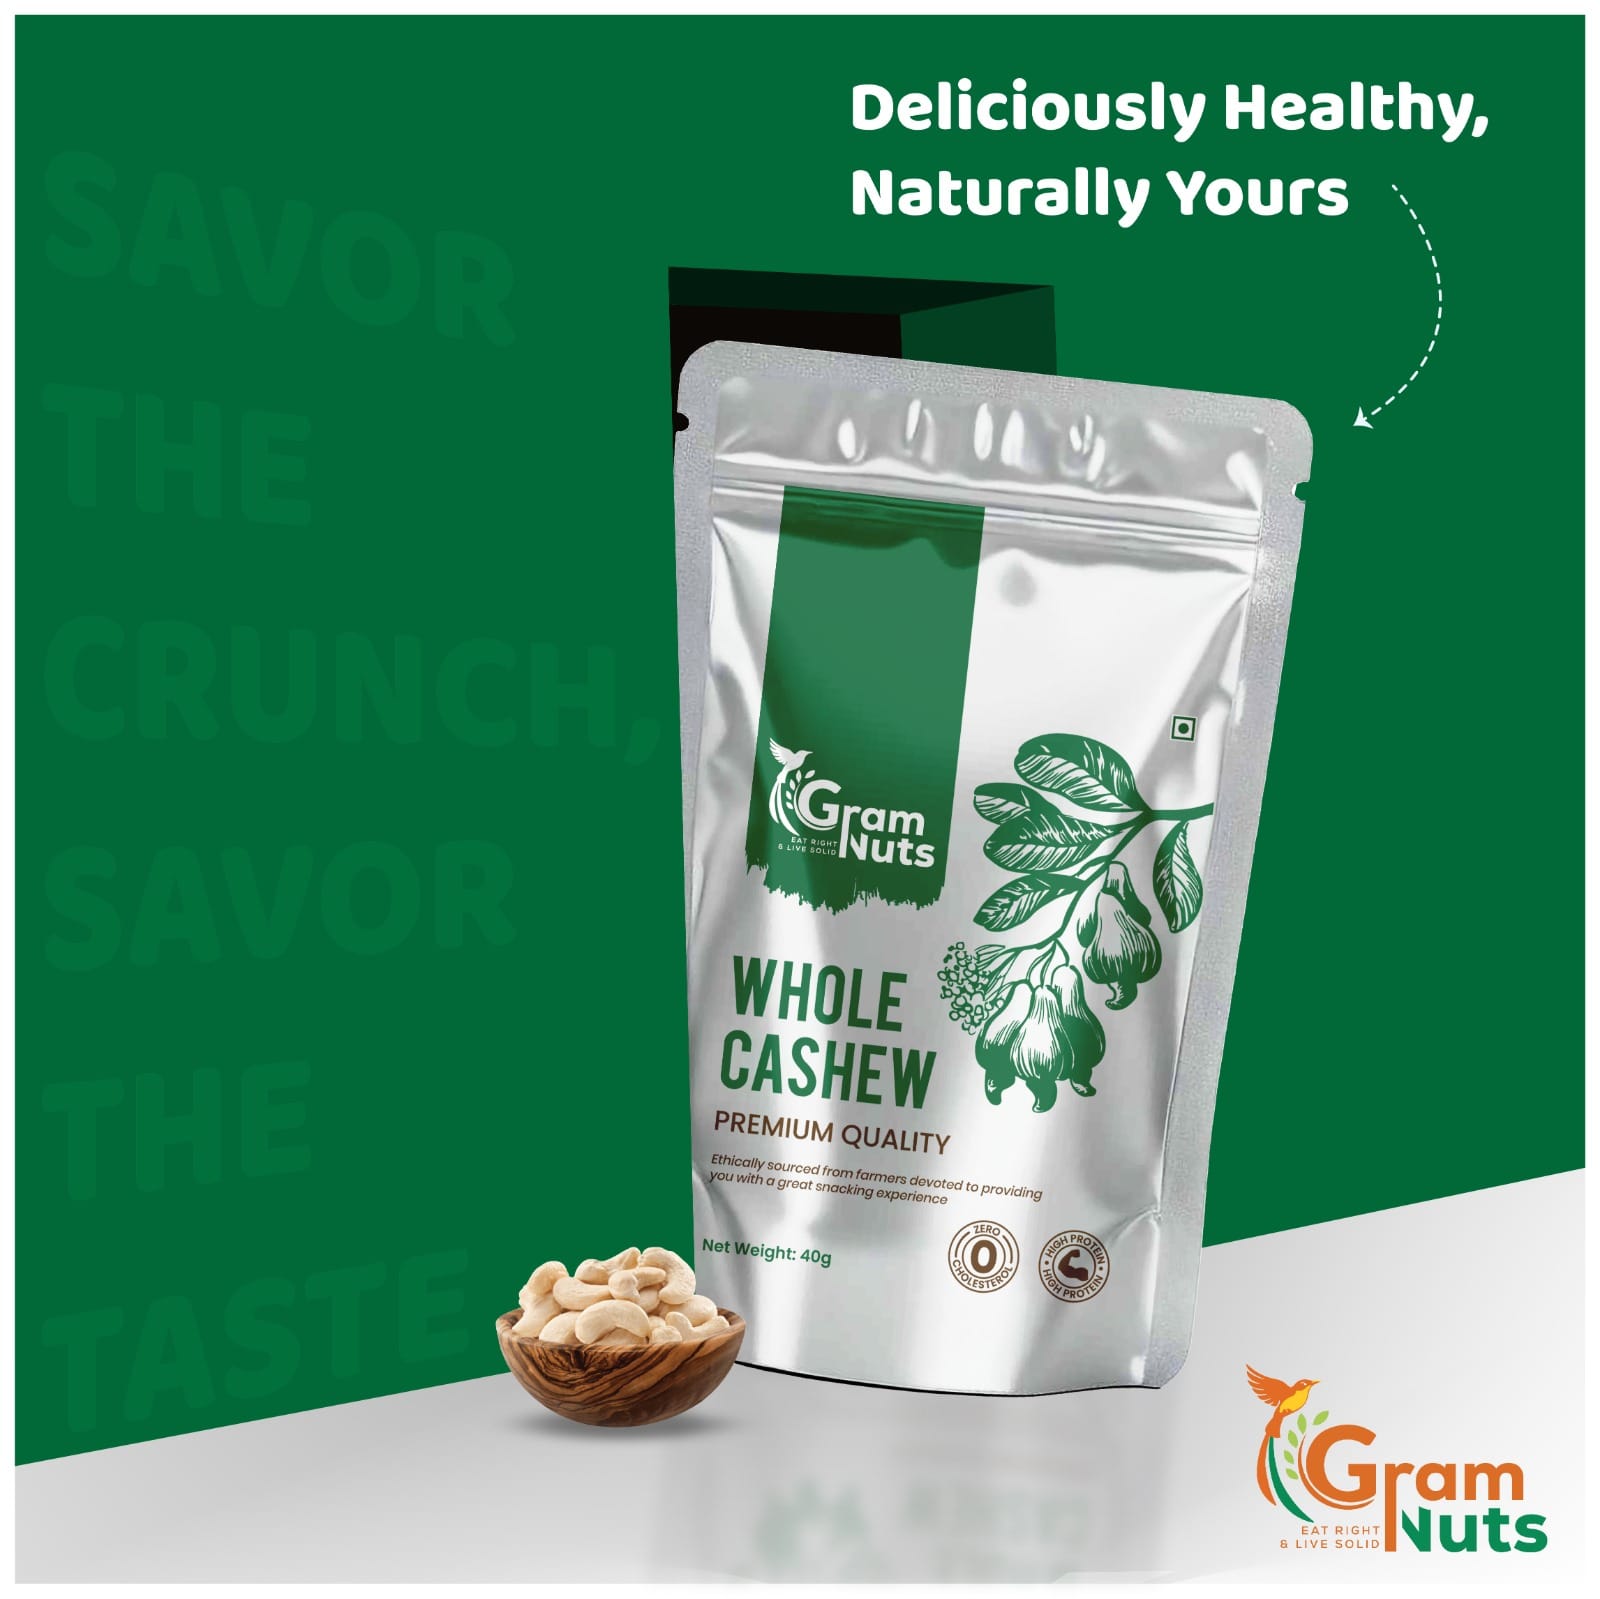 Deliciously Healthy,
Naturally Yours
SAVOR
THE
CRUNCH,
SAVOR
THE
TASTE
Gram
Nuts
EAT RIGHT
& LIVE SOLID
WHOLE
CASHEW
PREMIUM QUALITY
Ethically sourced from farmers devoted to providing
you with a great snacking experience
Net Weight: 40g
ZERO
0
CHOLESTEROL
HIGH PROTEIN
HIGH PROTEIN
Gram
Nuts
EAT RIGHT
& LIVE SOLID